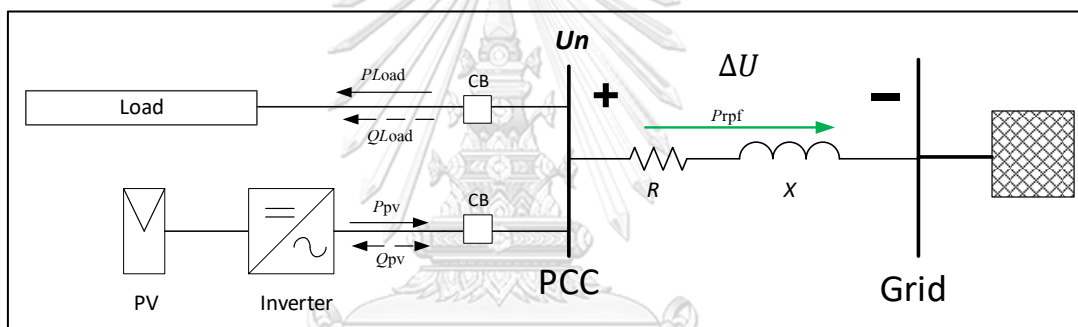 Un
ΔU
PLoad
CB
Load
QLoad
+
−
Prpf
R
X
Ppv
CB
Qpv
PV
Inverter
PCC
Grid